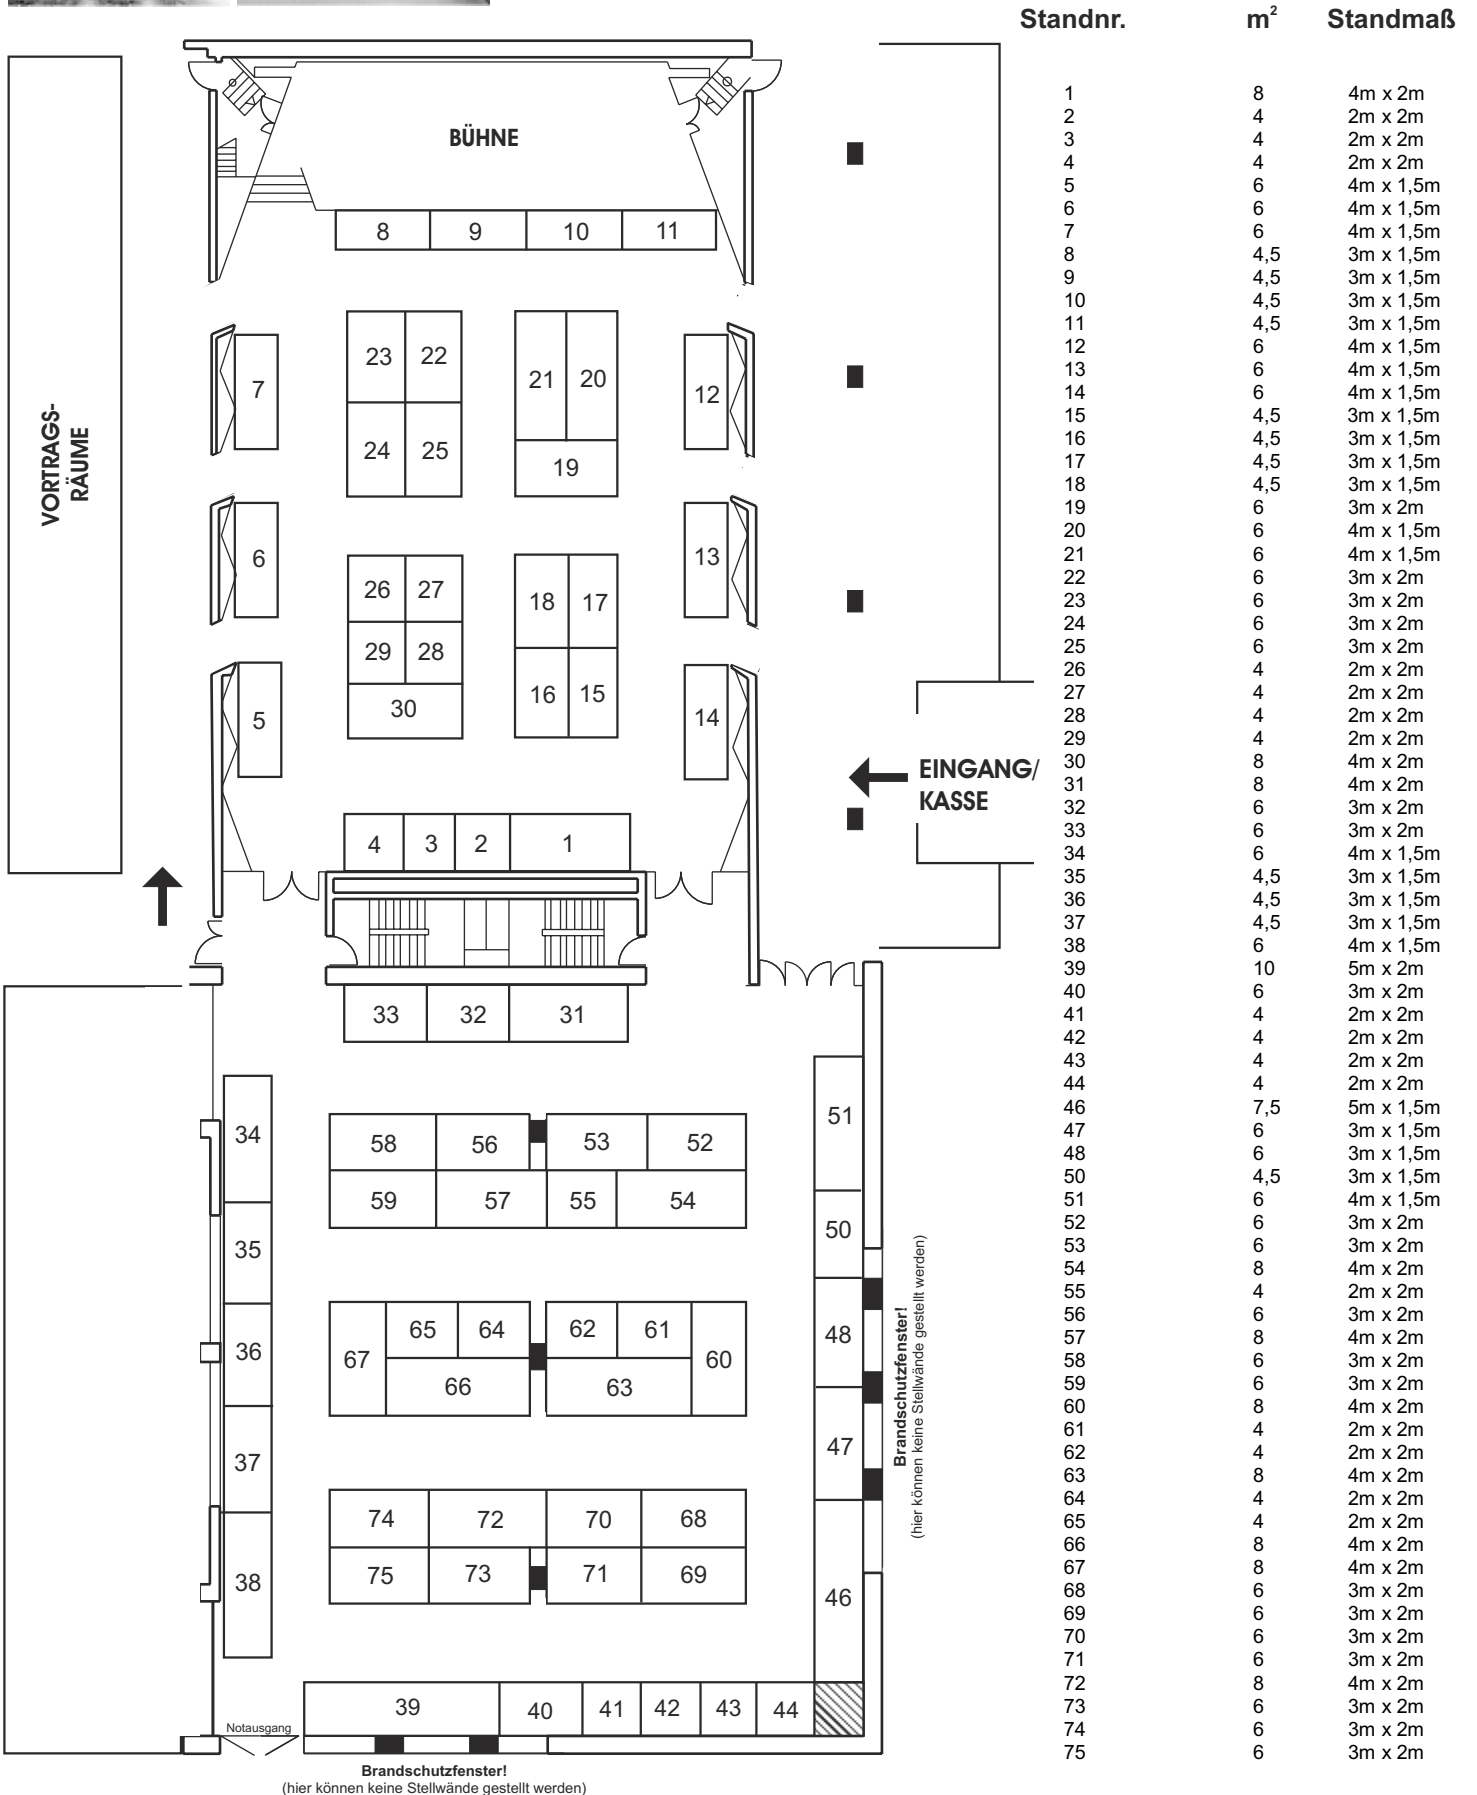 Standnr. m² Standmaß
1 8 4m x 2m
2 4 2m x 2m
3 4 2m x 2m
4 4 2m x 2m
5 6 4m x 1,5m
6 6 4m x 1,5m
7 6 4m x 1,5m
8 4,5 3m x 1,5m
9 4,5 3m x 1,5m
10 4,5 3m x 1,5m
11 4,5 3m x 1,5m
12 6 4m x 1,5m
13 6 4m x 1,5m
14 6 4m x 1,5m
15 4,5 3m x 1,5m
16 4,5 3m x 1,5m
17 4,5 3m x 1,5m
18 4,5 3m x 1,5m
19 6 3m x 2m
20 6 4m x 1,5m
21 6 4m x 1,5m
22 6 3m x 2m
23 6 3m x 2m
24 6 3m x 2m
25 6 3m x 2m
26 4 2m x 2m
27 4 2m x 2m
28 4 2m x 2m
29 4 2m x 2m
30 8 4m x 2m
31 8 4m x 2m
32 6 3m x 2m
33 6 3m x 2m
34 6 4m x 1,5m
35 4,5 3m x 1,5m
36 4,5 3m x 1,5m
37 4,5 3m x 1,5m
38 6 4m x 1,5m
39 10 5m x 2m
40 6 3m x 2m
41 4 2m x 2m
42 4 2m x 2m
43 4 2m x 2m
44 4 2m x 2m
46 7,5 5m x 1,5m
47 6 3m x 1,5m
48 6 3m x 1,5m
50 4,5 3m x 1,5m
51 6 4m x 1,5m
52 6 3m x 2m
53 6 3m x 2m
54 8 4m x 2m
55 4 2m x 2m
56 6 3m x 2m
57 8 4m x 2m
58 6 3m x 2m
59 6 3m x 2m
60 8 4m x 2m
61 4 2m x 2m
62 4 2m x 2m
63 8 4m x 2m
64 4 2m x 2m
65 4 2m x 2m
66 8 4m x 2m
67 8 4m x 2m
68 6 3m x 2m
69 6 3m x 2m
70 6 3m x 2m
71 6 3m x 2m
72 8 4m x 2m
73 6 3m x 2m
74 6 3m x 2m
75 6 3m x 2m
BÜHNE
8 9 10 11
VORTRAGS-
RÄUME
23 22 21 20
7 12
24 25
19
6 13
26 27 18 17
29 28
16 15
30
5 14
EINGANG/
KASSE
4 3 2 1
33 32 31
51
34
58 56 53 52
59 57 55 54
50
35
48
65 64 62 61
36
67 60
66 63
47
37
74 72 70 68
75 73 71 69
38
46
39 40 41 42 43 44
Notausgang
Brandschutzfenster!
(hier können keine Stellwände gestellt werden)
Brandschutzfenster!
(hier können keine Stellwände gestellt werden)